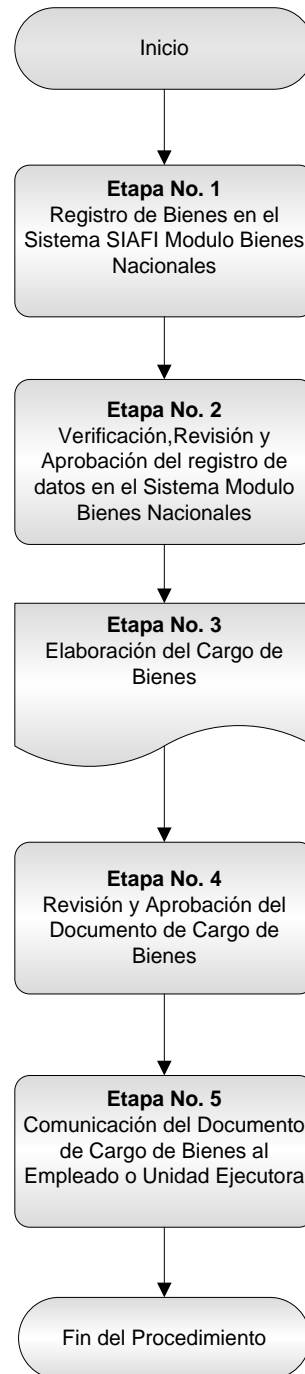 Inicio
Etapa No. 1
Registro de Bienes en el
Sistema SIAFI Modulo Bienes
Nacionales
Etapa No. 2
Verificación,Revisión y
Aprobación del registro de
datos en el Sistema Modulo
Bienes Nacionales
Etapa No. 3
Elaboración del Cargo de
Bienes
Etapa No. 4
Revisión y Aprobación del
Documento de Cargo de
Bienes
Etapa No. 5
Comunicación del Documento
de Cargo de Bienes al
Empleado o Unidad Ejecutora
Fin del Procedimiento